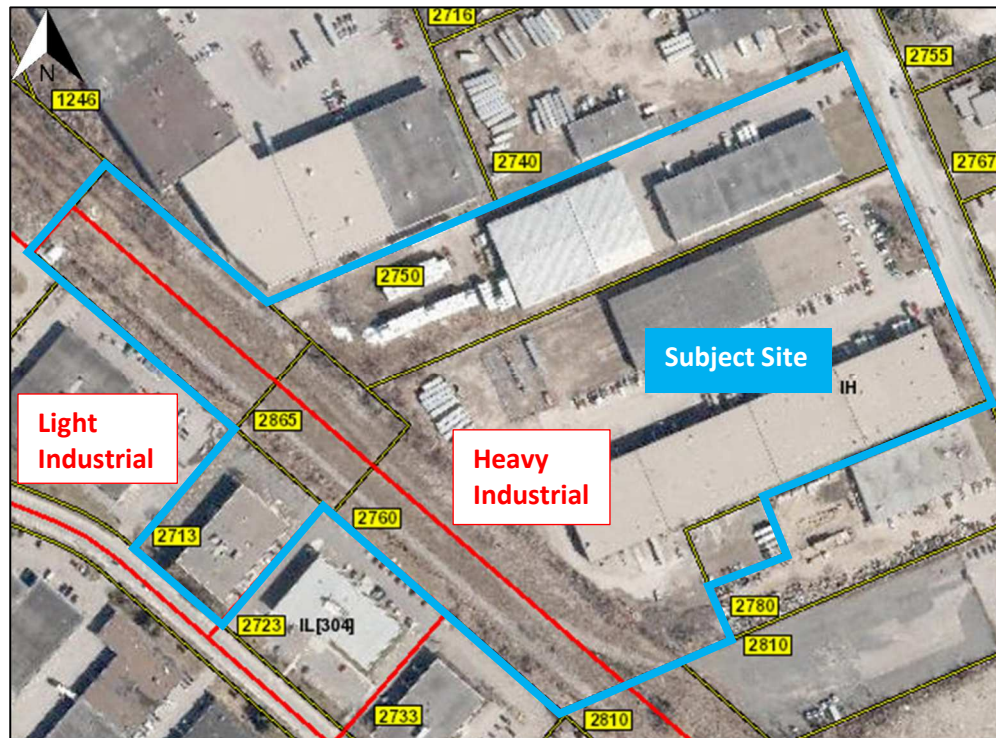 2716
2755
N
1246
2740
2767
2750
Subject Site
IH
Light
Industrial
2865
Heavy
Industrial
2760
2713
2780
2723
IL[304]
2810
2733
2810